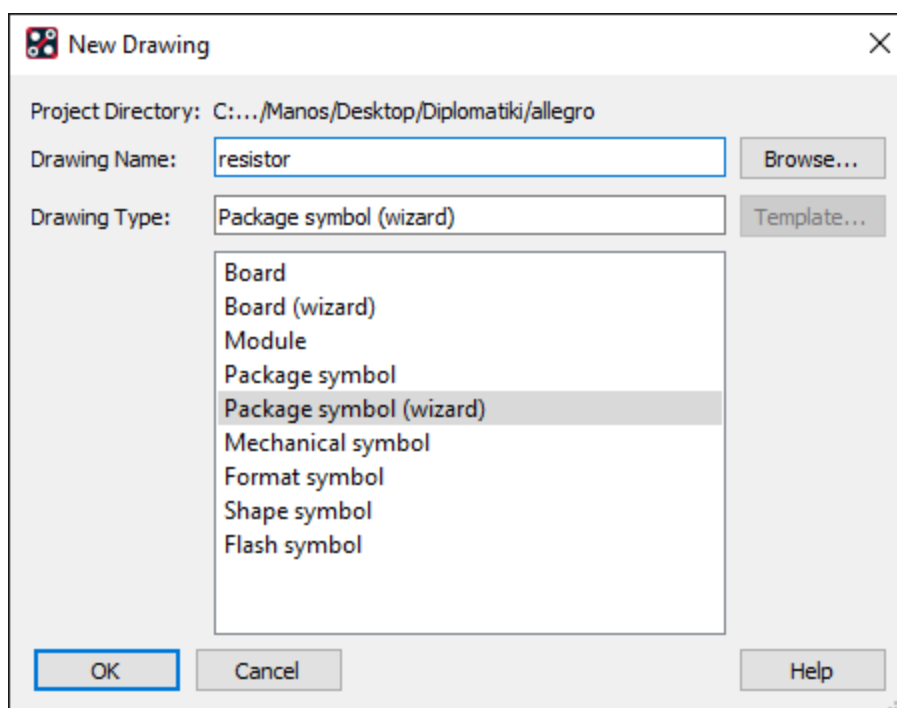 New Drawing
Project Directory: C:.../Manos/Desktop/Diplomatiki/allegro
Drawing Name: resistor Browse...
Drawing Type: Package symbol (wizard) Template...
Board
Board (wizard)
Module
Package symbol
Package symbol (wizard)
Mechanical symbol
Format symbol
Shape symbol
Flash symbol
OK Cancel Help